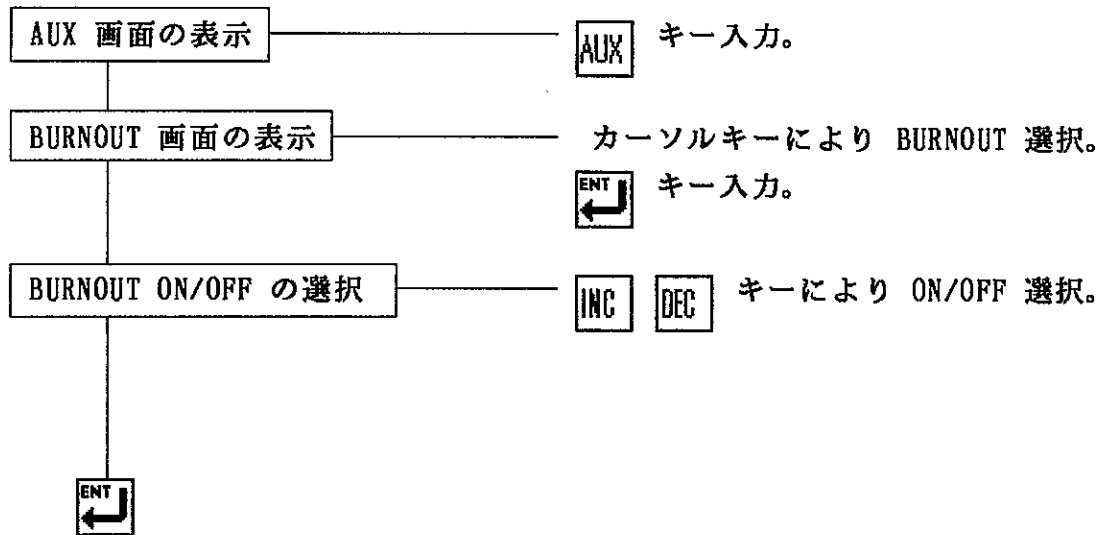 AUX 画面の表示
AUX キー入力。
BURNOUT 画面の表示
カーソルキーにより BURNOUT 選択。
ENT キー入力。
BURNOUT ON/OFF の選択
INC DEC キーにより ON/OFF 選択。
ENT